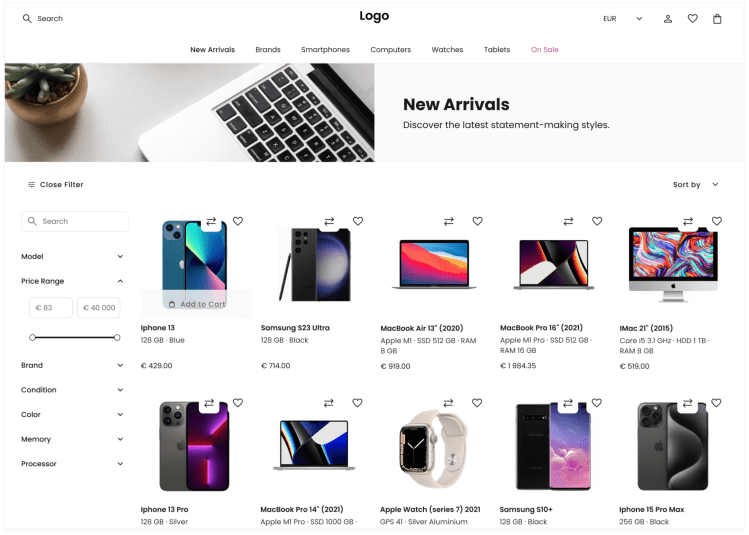 Search
Logo
EUR
New Arrivals Brands Smartphones Computers Watches Tablets On Sale
New Arrivals
Discover the latest statement-making styles.
Close Filter
Sort by
Search
Model
Price Range
€ 83 € 40 000
Brand
Condition
Color
Memory
Processor
Add to Cart
Iphone 13
128 GB · Blue
€ 429.00
Samsung S23 Ultra
128 GB · Black
€ 714.00
MacBook Air 13" (2020)
Apple M1 · SSD 512 GB · RAM
8 GB
€ 919.00
MacBook Pro 16" (2021)
Apple M1 Pro · SSD 512 GB ·
RAM 16 GB
€ 1 984.35
IMac 21" (2015)
Core i5 3.1 GHz · HDD 1 TB ·
RAM 8 GB
€ 519.00
Iphone 13 Pro
128 GB · Silver
MacBook Pro 14" (2021)
Apple M1 Pro · SSD 1000 GB ·
Apple Watch (series 7) 2021
GPS 41 · Silver Aluminium
Samsung S10+
128 GB · Black
Iphone 15 Pro Max
256 GB · Black